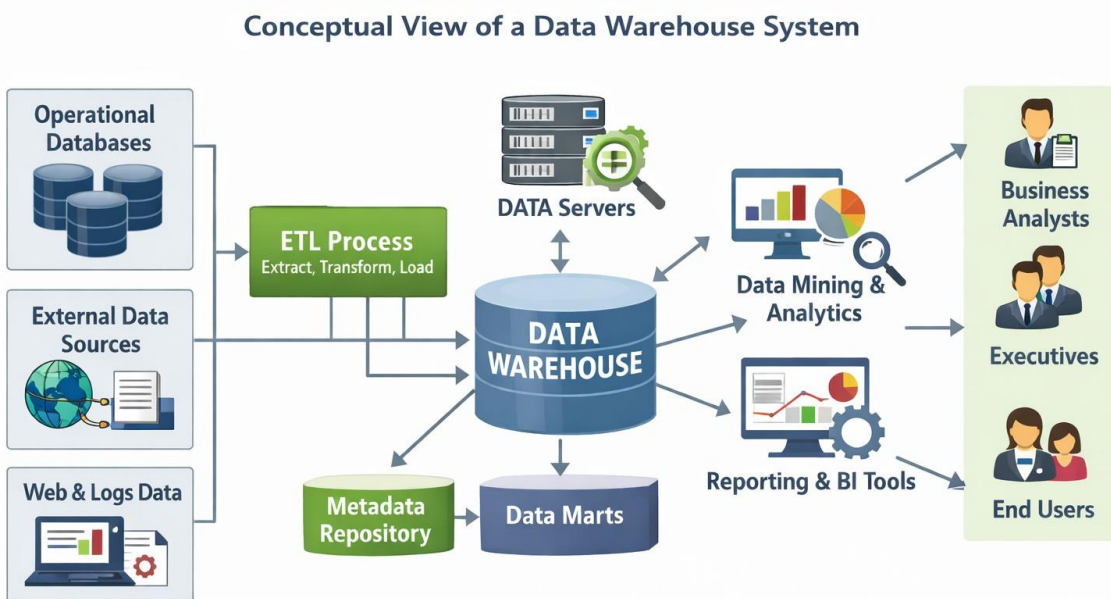 Conceptual View of a Data Warehouse System
Operational
Databases
External Data
Sources
Web & Logs Data
ETL Process
Extract, Transform, Load
DATA Servers
DATA
WAREHOUSE
Metadata
Repository
Data Marts
Data Mining &
Analytics
Reporting & BI Tools
Business
Analysts
Executives
End Users